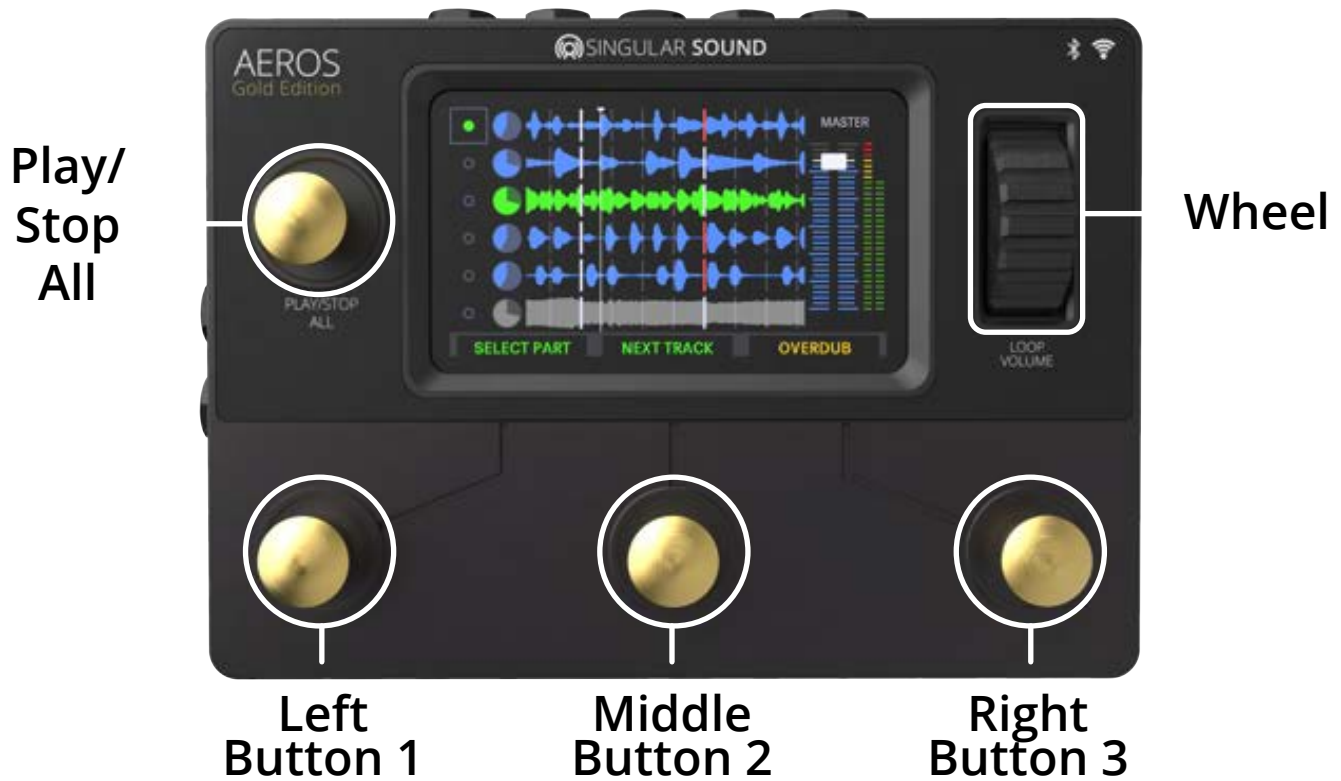 SINGULAR SOUND
AEROS
Gold Edition
MASTER
Play/
Stop
All
Wheel
PLAY/STOP
ALL
SELECT PART
NEXT TRACK
OVERDUB
LOOP
VOLUME
Left
Button 1
Middle
Button 2
Right
Button 3